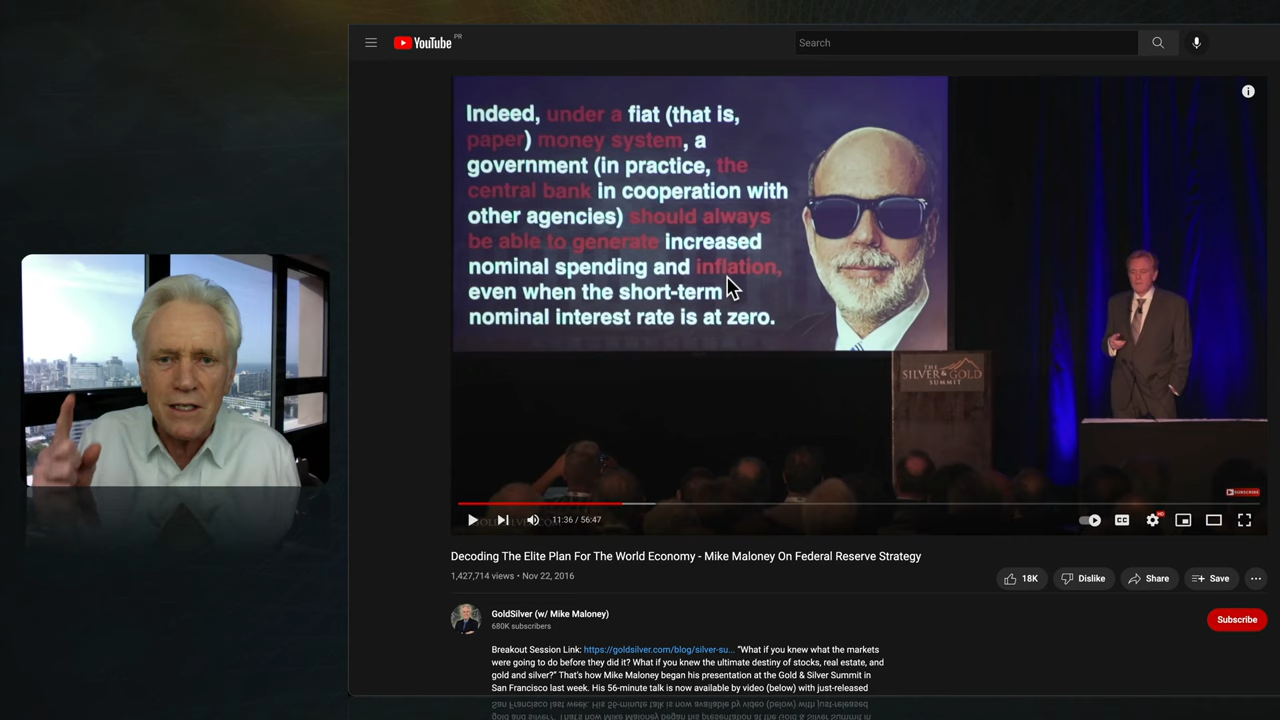 YouTube PR
Search
Indeed, under a fiat (that is,
paper) money system, a
government (in practice, the
central bank in cooperation with
other agencies) should always
be able to generate increased
nominal spending and inflation,
even when the short-term
nominal interest rate is at zero.
THE
SILVER & GOLD
SUMMIT
SUBSCRIBE
11:36 / 56:47
CC
HD
Decoding The Elite Plan For The World Economy - Mike Maloney On Federal Reserve Strategy
1,427,714 views • Nov 22, 2016
18K
Dislike
Share
Save
GoldSilver (w/ Mike Maloney)
680K subscribers
Subscribe
Breakout Session Link: https://goldsilver.com/blog/silver-su... “What if you knew what the markets
were going to do before they did it? What if you knew the ultimate destiny of stocks, real estate, and
gold and silver?” That’s how Mike Maloney began his presentation at the Gold & Silver Summit in
San Francisco last week. His 56-minute talk is now available by video (below) with just-released